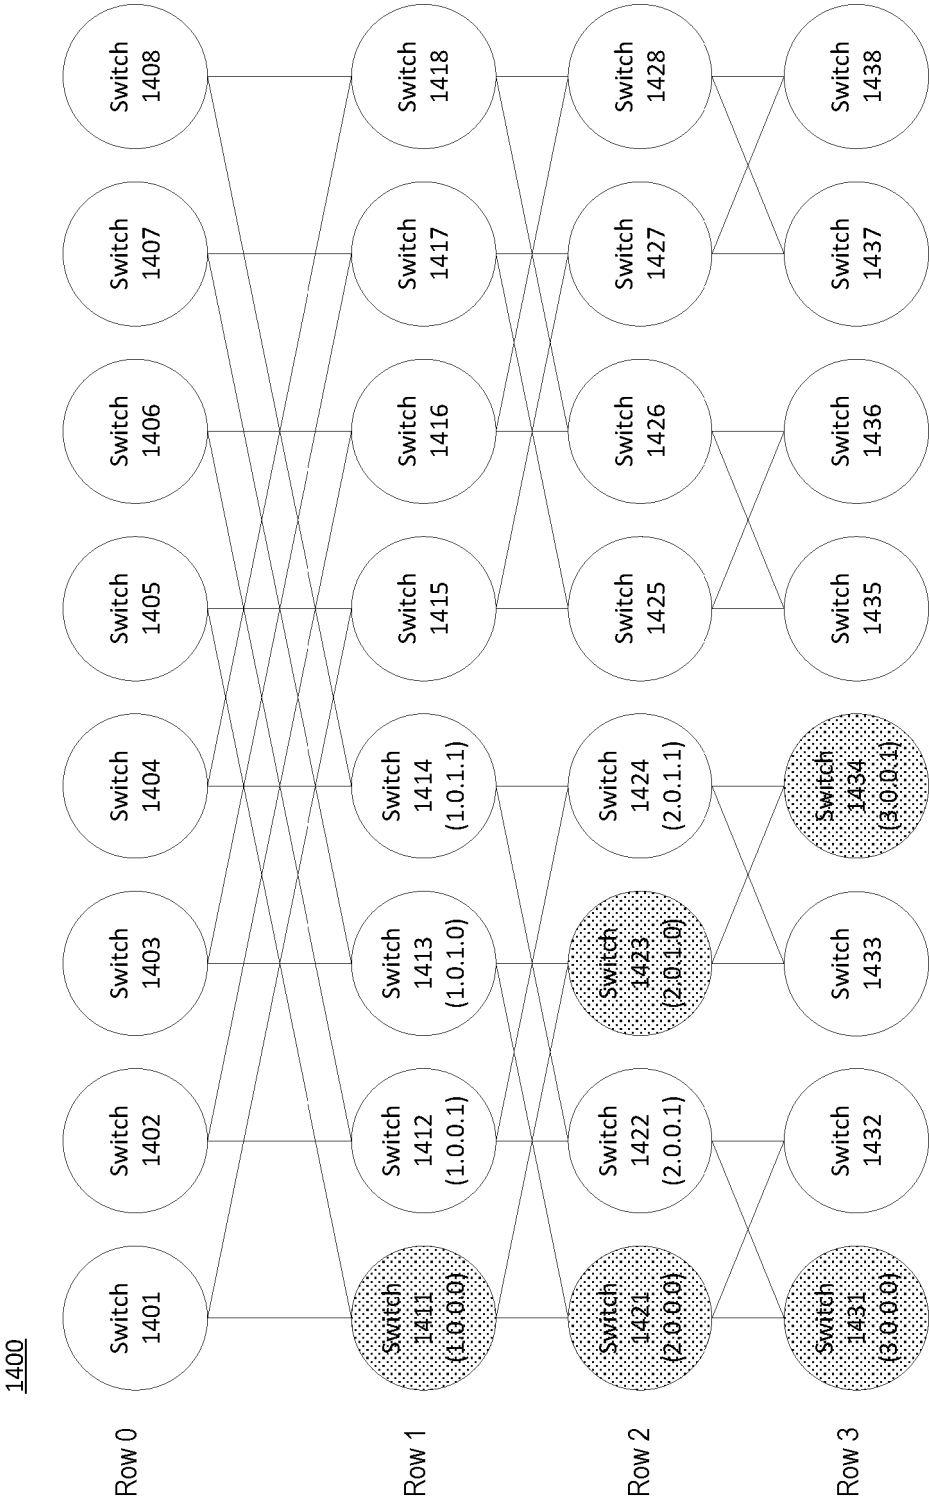 1400
Row 0
Switch
1401
Switch
1402
Switch
1403
Switch
1404
Switch
1405
Switch
1406
Switch
1407
Switch
1408
Row 1
Switch
1411
(1.0.0.0)
Switch
1412
(1.0.0.1)
Switch
1413
(1.0.1.0)
Switch
1414
(1.0.1.1)
Switch
1415
Switch
1416
Switch
1417
Switch
1418
Row 2
Switch
1421
(2.0.0.0)
Switch
1422
(2.0.0.1)
Switch
1423
(2.0.1.0)
Switch
1424
(2.0.1.1)
Switch
1425
Switch
1426
Switch
1427
Switch
1428
Row 3
Switch
1431
(3.0.0.0)
Switch
1432
Switch
1433
Switch
1434
(3.0.0.1)
Switch
1435
Switch
1436
Switch
1437
Switch
1438